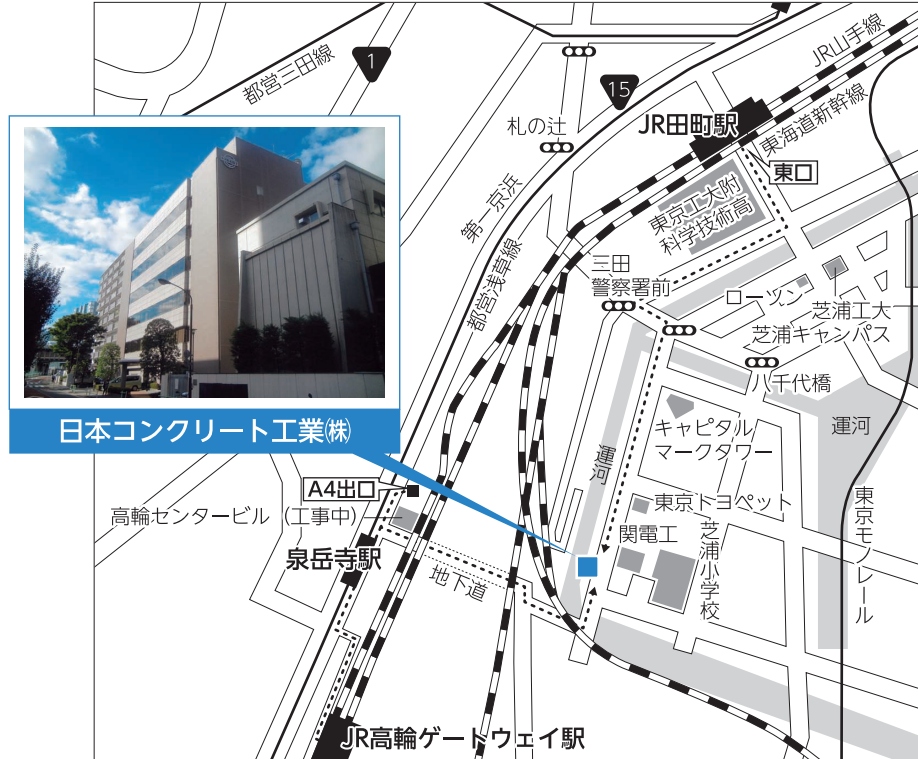 都営三田線
1
15
JR山手線
JR田町駅
東海道新幹線
札の辻
東口
第一京浜
東京工大附
科学技術高
都営浅草線
三田
警察署前
ローソン
芝浦工大
芝浦キャンパス
八千代橋
日本コンクリート工業㈱
キャピタル
マークタワー
運河
運河
A4出口
高輪センタービル（工事中）
東京トヨペット
関電工
芝浦小学校
東京モノレール
泉岳寺駅
地下道
JR高輪ゲートウェイ駅